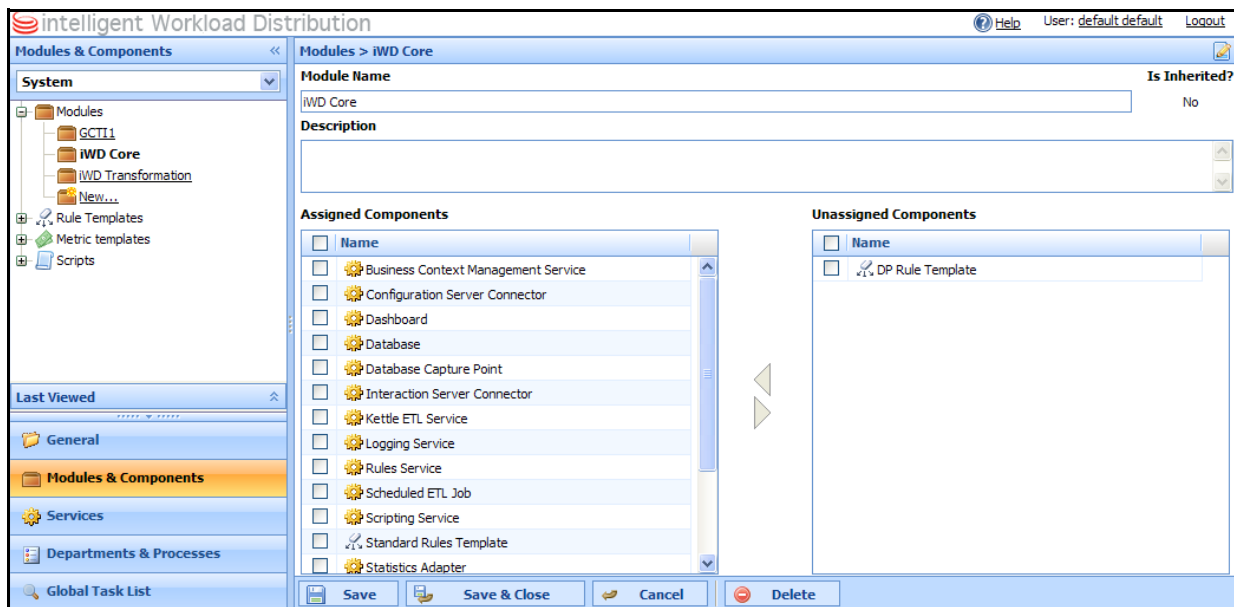 intelligent Workload Distribution
Help User: default default Logout
Modules & Components
System
Modules
GCTI1
iWD Core
iWD Transformation
New...
Rule Templates
Metric templates
Scripts
Last Viewed
General
Modules & Components
Services
Departments & Processes
Global Task List
Modules > iWD Core
Module Name Is Inherited?
iWD Core No
Description
Assigned Components
Name
Business Context Management Service
Configuration Server Connector
Dashboard
Database
Database Capture Point
Interaction Server Connector
Kettle ETL Service
Logging Service
Rules Service
Scheduled ETL Job
Scripting Service
Standard Rules Template
Statistics Adapter
Unassigned Components
Name
DP Rule Template
Save Save & Close Cancel Delete